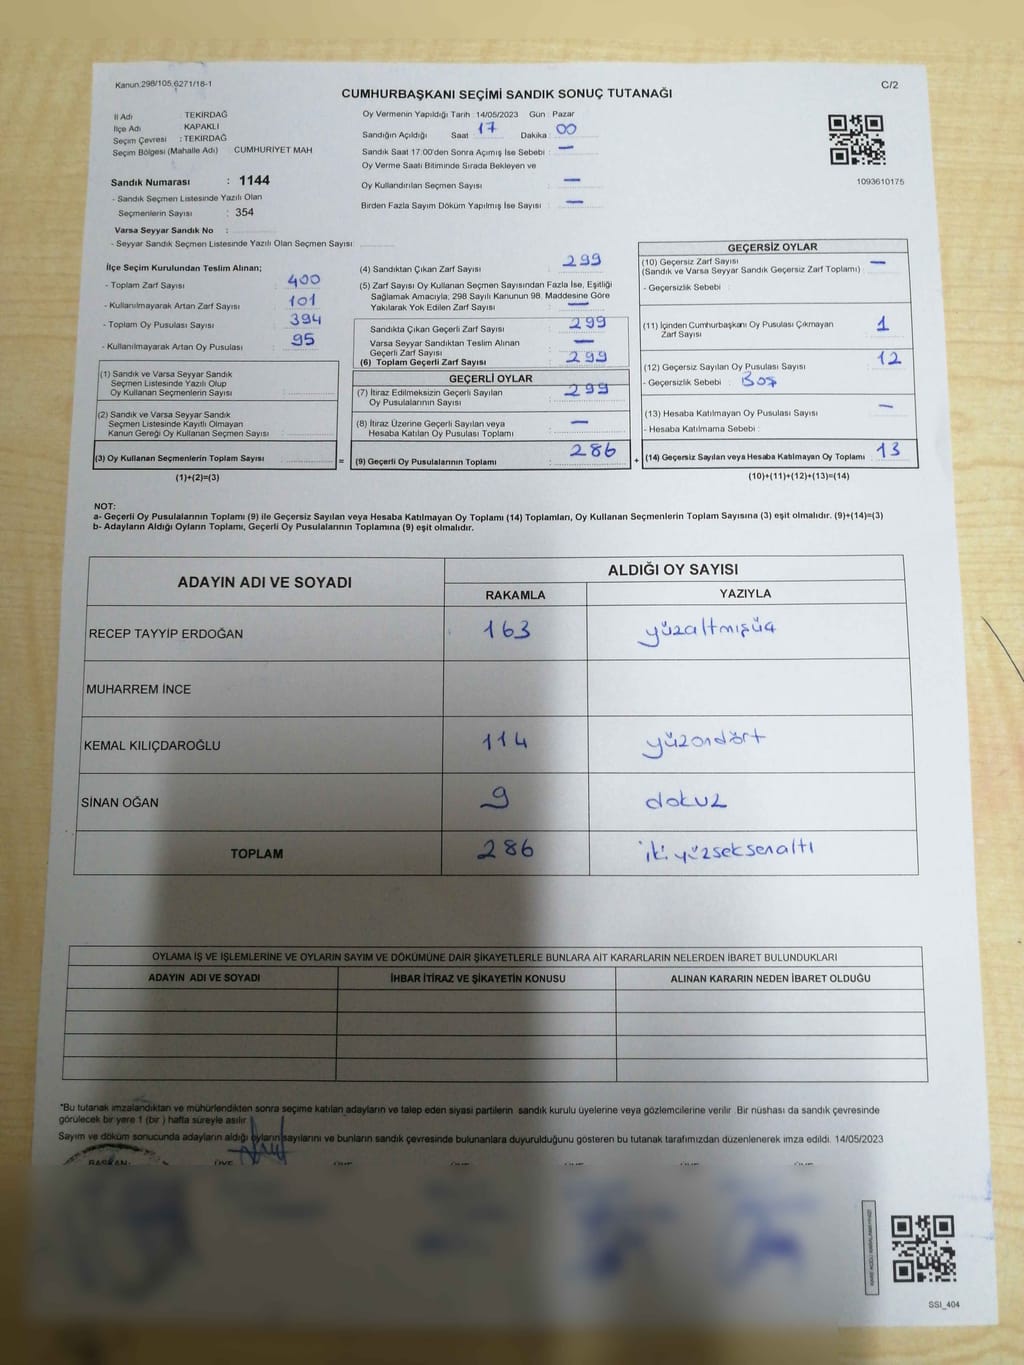 Kanun:298/105,6271/18-1
C/2
CUMHURBAŞKANI SEÇİMİ SANDIK SONUÇ TUTANAĞI
İl Adı TEKİRDAĞ
İlçe Adı KAPAKLI
Seçim Çevresi : TEKİRDAĞ
Seçim Bölgesi (Mahalle Adı) CUMHURİYET MAH
Sandık Numarası : 1144
- Sandık Seçmen Listesinde Yazılı Olan
Seçmenlerin Sayısı : 354
Varsa Seyyar Sandık No :
- Seyyar Sandık Seçmen Listesinde Yazılı Olan Seçmen Sayısı:
Oy Vermenin Yapıldığı Tarih : 14/05/2023 Gün : Pazar
Sandığın Açıldığı Saat : 17 Dakika : 00
Sandık Saat 17:00'den Sonra Açımış İse Sebebi : —
Oy Verme Saati Bitiminde Sırada Bekleyen ve
Oy Kullandırılan Seçmen Sayısı : —
Birden Fazla Sayım Döküm Yapılmış İse Sayısı : —
1093610175
İlçe Seçim Kurulundan Teslim Alınan;
- Toplam Zarf Sayısı : 400
- Kullanılmayarak Artan Zarf Sayısı : 101
- Toplam Oy Pusulası Sayısı : 394
- Kullanılmayarak Artan Oy Pusulası : 95
(1) Sandık ve Varsa Seyyar Sandık
Seçmen Listesinde Yazılı Olup
Oy Kullanan Seçmenlerin Sayısı :
(2) Sandık ve Varsa Seyyar Sandık
Seçmen Listesinde Kayıtlı Olmayan
Kanun Gereği Oy Kullanan Seçmen Sayısı :
(3) Oy Kullanan Seçmenlerin Toplam Sayısı :
(1)+(2)=(3)
=
(4) Sandıktan Çıkan Zarf Sayısı : 299
(5) Zarf Sayısı Oy Kullanan Seçmen Sayısından Fazla İse, Eşitliği
Sağlamak Amacıyla, 298 Sayılı Kanunun 98. Maddesine Göre
Yakılarak Yok Edilen Zarf Sayısı : —
Sandıkta Çıkan Geçerli Zarf Sayısı : 299
Varsa Seyyar Sandıktan Teslim Alınan
Geçerli Zarf Sayısı : —
(6) Toplam Geçerli Zarf Sayısı : 299
GEÇERLİ OYLAR
(7) İtiraz Edilmeksizin Geçerli Sayılan
Oy Pusulalarının Sayısı : 299
(8) İtiraz Üzerine Geçerli Sayılan veya
Hesaba Katılan Oy Pusulası Toplamı : —
(9) Geçerli Oy Pusulalarının Toplamı : 286
+
GEÇERSİZ OYLAR
(10) Geçersiz Zarf Sayısı : —
(Sandık ve Varsa Seyyar Sandık Geçersiz Zarf Toplamı)
- Geçersizlik Sebebi :
(11) İçinden Cumhurbaşkanı Oy Pusulası Çıkmayan
Zarf Sayısı : 1
(12) Geçersiz Sayılan Oy Pusulası Sayısı : 12
- Geçersizlik Sebebi : Boş
(13) Hesaba Katılmayan Oy Pusulası Sayısı : —
- Hesaba Katılmama Sebebi :
(14) Geçersiz Sayılan veya Hesaba Katılmayan Oy Toplamı : 13
(10)+(11)+(12)+(13)=(14)
NOT:
a- Geçerli Oy Pusulalarının Toplamı (9) ile Geçersiz Sayılan veya Hesaba Katılmayan Oy Toplamı (14) Toplamları, Oy Kullanan Seçmenlerin Toplam Sayısına (3) eşit olmalıdır. (9)+(14)=(3)
b- Adayların Aldığı Oyların Toplamı, Geçerli Oy Pusulalarının Toplamına (9) eşit olmalıdır.
ADAYIN ADI VE SOYADI ALDIĞI OY SAYISI
RAKAMLA YAZIYLA
RECEP TAYYİP ERDOĞAN 163 yüzaltmışüç
MUHARREM İNCE
KEMAL KILIÇDAROĞLU 114 yüzondört
SİNAN OĞAN 9 dokuz
TOPLAM 286 ikiyüzseksenaltı
OYLAMA İŞ VE İŞLEMLERİNE VE OYLARIN SAYIM VE DÖKÜMÜNE DAİR ŞİKAYETLERLE BUNLARA AİT KARARLARIN NELERDEN İBARET BULUNDUKLARI
ADAYIN ADI VE SOYADI İHBAR İTİRAZ VE ŞİKAYETİN KONUSU ALINAN KARARIN NEDEN İBARET OLDUĞU
*Bu tutanak imzalandıktan ve mühürlendikten sonra seçime katılan adayların ve talep eden siyasi partilerin sandık kurulu üyelerine veya gözlemcilerine verilir Bir nüshası da sandık çevresinde
görülecek bir yere 1 (bir ) hafta süreyle asılır
Sayım ve döküm sonucunda adayların aldığı oyların sayılarını ve bunların sandık çevresinde bulunanlara duyurulduğunu gösteren bu tutanak tarafımızdan düzenlenerek imza edildi. 14/05/2023
BAŞKAN:
SSI_404